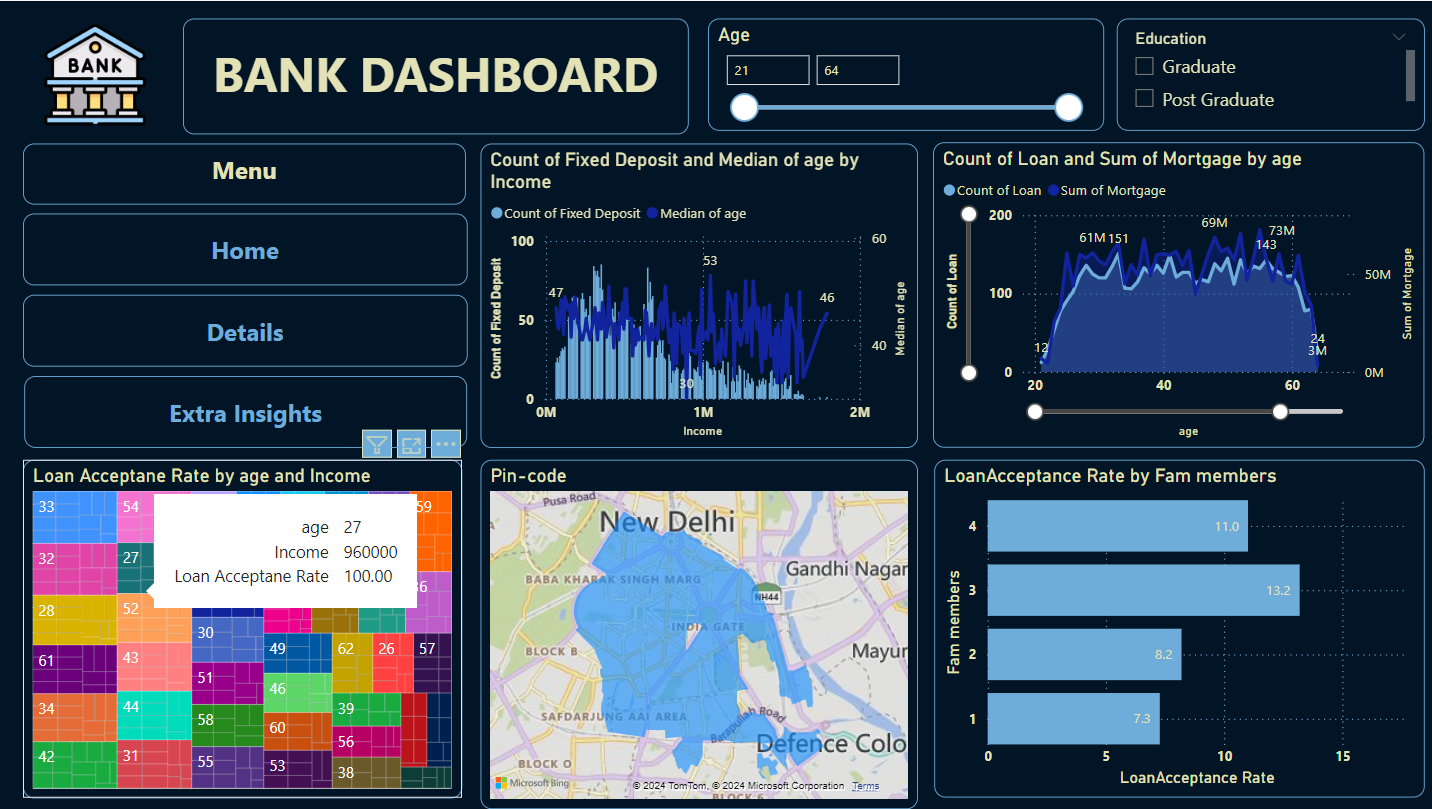 BANK
BANK DASHBOARD
Age
21
64
Education
Graduate
Post Graduate
Menu
Home
Details
Extra Insights
Count of Fixed Deposit and Median of age by
Income
Count of Fixed Deposit
Median of age
Count of Fixed Deposit
100
50
0
47
53
30
46
60
40
Median of age
0M
1M
2M
Income
Count of Loan and Sum of Mortgage by age
Count of Loan
Sum of Mortgage
Count of Loan
200
100
0
12
61M
151
69M
73M
143
24
3M
50M
0M
Sum of Mortgage
20
40
60
age
Loan Acceptane Rate by age and Income
33
54
59
32
27
28
52
61
43
34
44
42
31
30
51
58
55
49
46
60
53
62
26
57
39
56
38
age 27
Income 960000
Loan Acceptane Rate 100.00
Pin-code
Pusa Road
New Delhi
Gandhi Nagar
BABA KHARAK SINGH MARG
NH44
INDIA GATE
BLOCK B
Mayur
SAFDARJUNG AAI AREA
Barapullah Road
Defence Colo
BLOCK O
BLOCK 6
Microsoft Bing
© 2024 TomTom, © 2024 Microsoft Corporation Terms
LoanAcceptance Rate by Fam members
Fam members
4
11.0
3
13.2
2
8.2
1
7.3
0
5
10
15
LoanAcceptance Rate